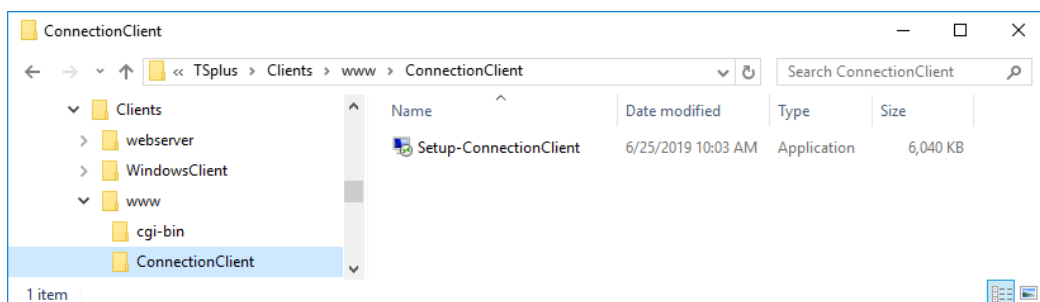 ConnectionClient
« TSplus > Clients > www > ConnectionClient
Search ConnectionClient
Clients
webserver
WindowsClient
www
cgi-bin
ConnectionClient
Name Date modified Type Size
Setup-ConnectionClient 6/25/2019 10:03 AM Application 6,040 KB
1 item